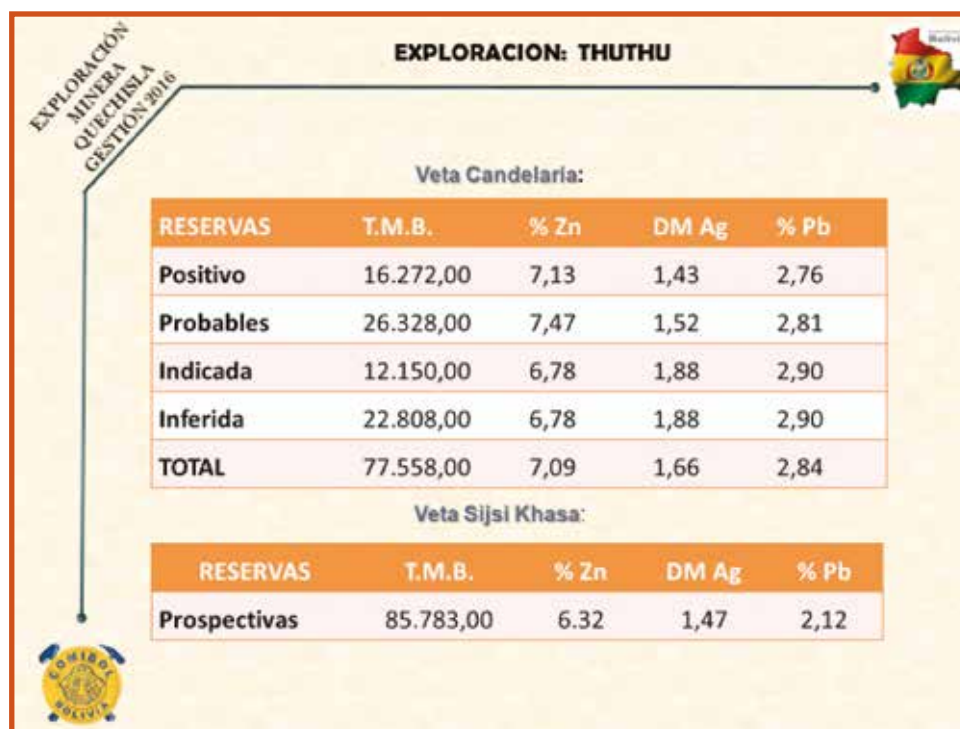 EXPLORACIÓN
MINERA
QUECHISLA
GESTIÓN 2016
EXPLORACION: THUTHU
Veta Candelaria:
RESERVAS T.M.B. % Zn DM Ag % Pb
Positivo 16.272,00 7,13 1,43 2,76
Probables 26.328,00 7,47 1,52 2,81
Indicada 12.150,00 6,78 1,88 2,90
Inferida 22.808,00 6,78 1,88 2,90
TOTAL 77.558,00 7,09 1,66 2,84
Veta Sijsi Khasa:
RESERVAS T.M.B. % Zn DM Ag % Pb
Prospectivas 85.783,00 6.32 1,47 2,12
COMIBOL
BOLIVIA